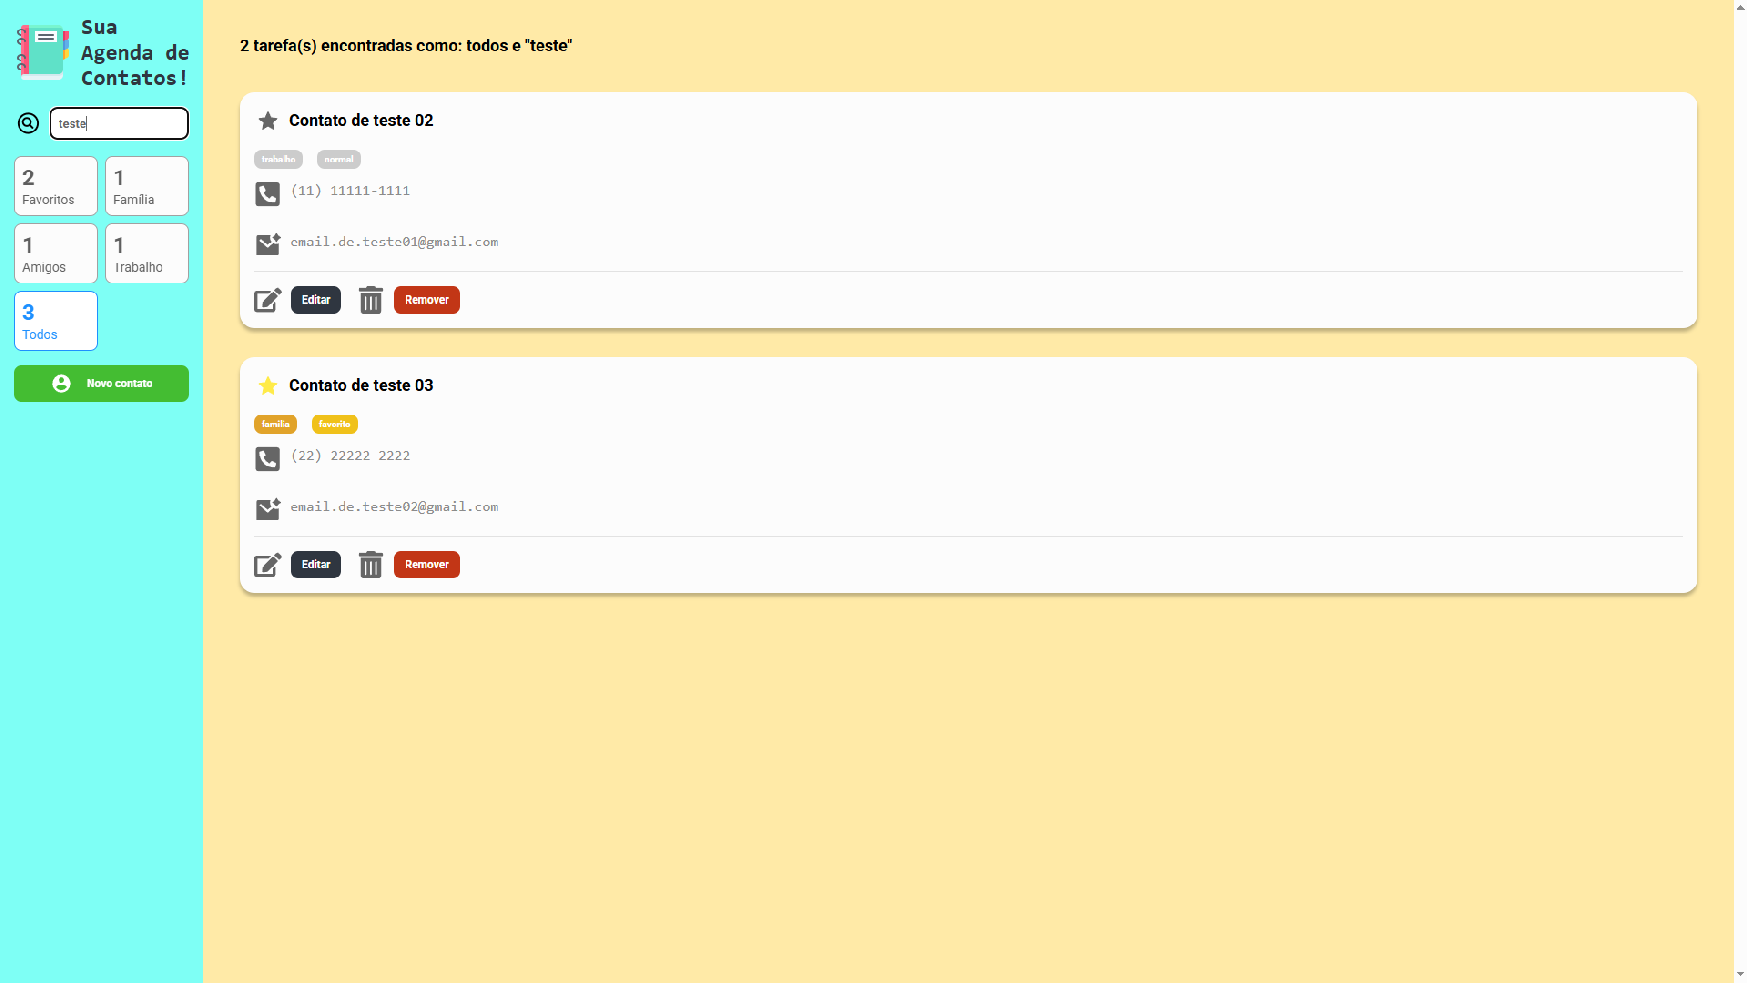 Sua
Agenda de
Contatos!
teste
2
Favoritos
1
Família
1
Amigos
1
Trabalho
3
Todos
Novo contato
2 tarefa(s) encontradas como: todos e "teste"
Contato de teste 02
trabalho normal
(11) 11111-1111
email.de.teste01@gmail.com
Editar Remover
Contato de teste 03
família favorito
(22) 22222 2222
email.de.teste02@gmail.com
Editar Remover